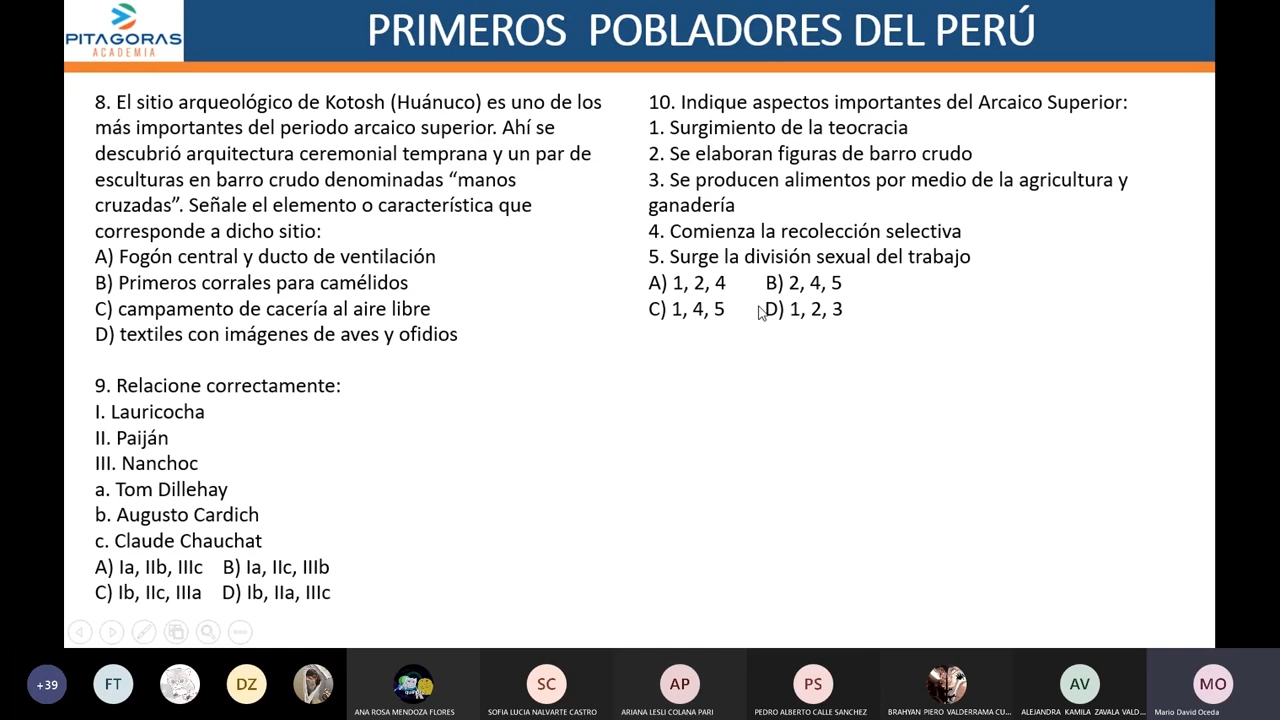 PITAGORAS
ACADEMIA
PRIMEROS POBLADORES DEL PERÚ
8. El sitio arqueológico de Kotosh (Huánuco) es uno de los
más importantes del periodo arcaico superior. Ahí se
descubrió arquitectura ceremonial temprana y un par de
esculturas en barro crudo denominadas “manos
cruzadas”. Señale el elemento o característica que
corresponde a dicho sitio:
A) Fogón central y ducto de ventilación
B) Primeros corrales para camélidos
C) campamento de cacería al aire libre
D) textiles con imágenes de aves y ofidios
9. Relacione correctamente:
I. Lauricocha
II. Paiján
III. Nanchoc
a. Tom Dillehay
b. Augusto Cardich
c. Claude Chauchat
A) Ia, IIb, IIIc B) Ia, IIc, IIIb
C) Ib, IIc, IIIa D) Ib, IIa, IIIc
10. Indique aspectos importantes del Arcaico Superior:
1. Surgimiento de la teocracia
2. Se elaboran figuras de barro crudo
3. Se producen alimentos por medio de la agricultura y
ganadería
4. Comienza la recolección selectiva
5. Surge la división sexual del trabajo
A) 1, 2, 4 B) 2, 4, 5
C) 1, 4, 5 D) 1, 2, 3
+39 FT DZ SC AP PS AV MO
ANA ROSA MENDOZA FLORES
SOFIA LUCIA NALVARTE CASTRO
ARIANA LESLI COLANA PARI
PEDRO ALBERTO CALLE SANCHEZ
BRAHYAN PIERO VALDERRAMA CU...
ALEJANDRA KAMILA ZAVALA VALD...
Mario David Occeda